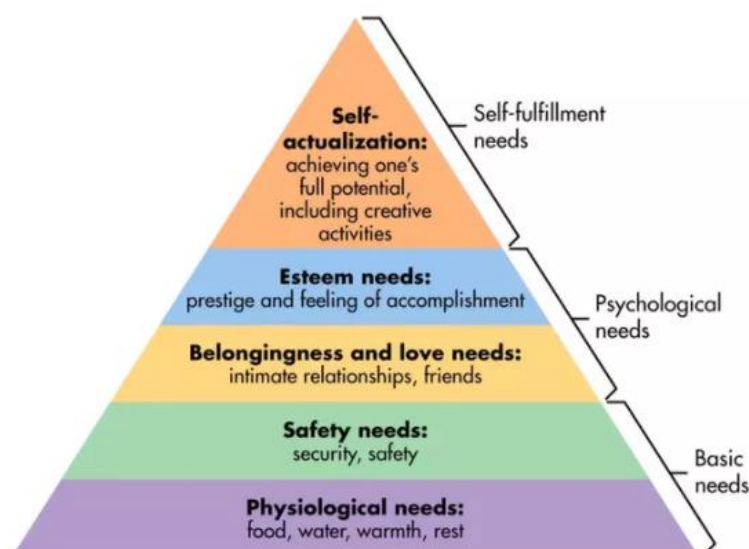 Self-
actualization:
achieving one's
full potential,
including creative
activities
Self-fulfillment
needs
Esteem needs:
prestige and feeling of accomplishment
Belongingness and love needs:
intimate relationships, friends
Psychological
needs
Safety needs:
security, safety
Physiological needs:
food, water, warmth, rest
Basic
needs